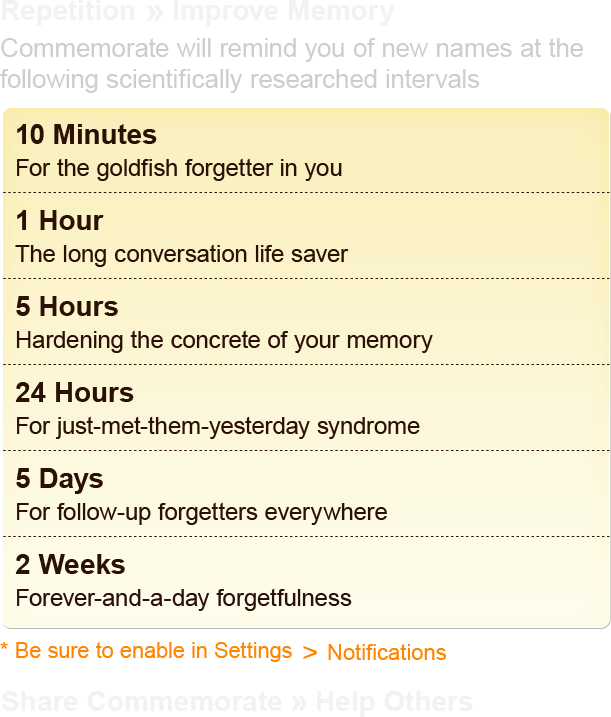 Repetition » Improve Memory
Commemorate will remind you of new names at the
following scientifically researched intervals
10 Minutes
For the goldfish forgetter in you
1 Hour
The long conversation life saver
5 Hours
Hardening the concrete of your memory
24 Hours
For just-met-them-yesterday syndrome
5 Days
For follow-up forgetters everywhere
2 Weeks
Forever-and-a-day forgetfulness
* Be sure to enable in Settings > Notifications
Share Commemorate » Help Others